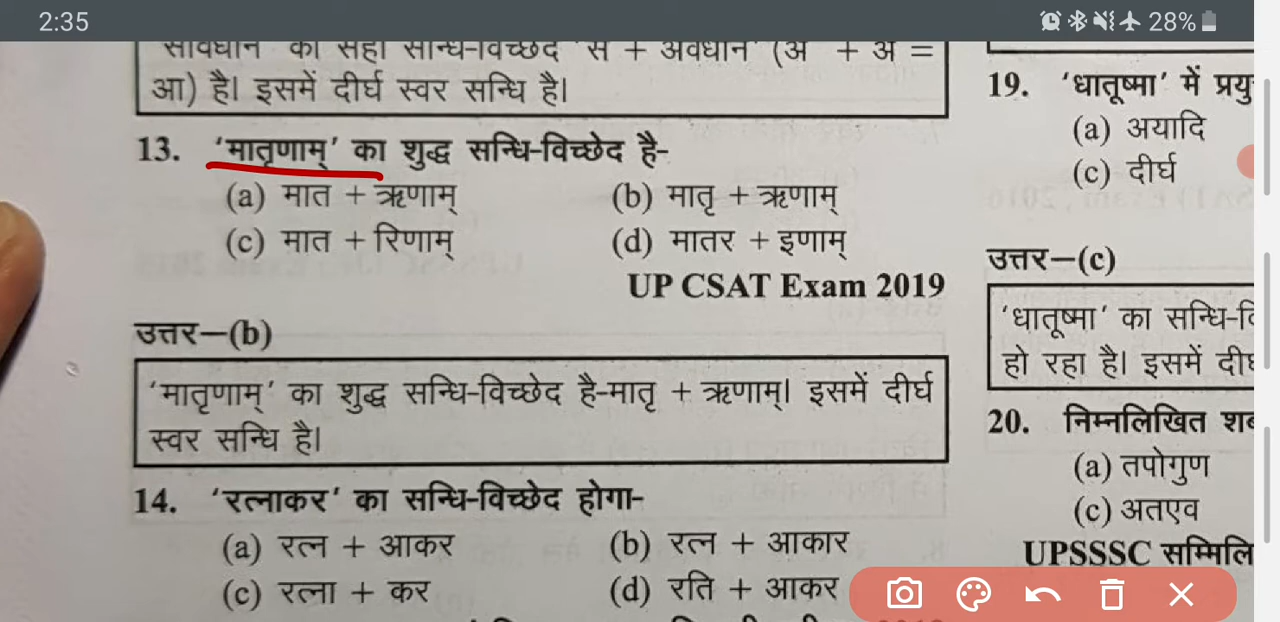 2:35
28%
सावधान का सही सन्धि-विच्छेद स + अवधान (अ + अ =
आ) है। इसमें दीर्घ स्वर सन्धि है।
13. 'मातृणाम्' का शुद्ध सन्धि-विच्छेद है-
(a) मात + ऋणाम् (b) मातृ + ऋणाम्
(c) मात + रिणाम् (d) मातर + इणाम्
UP CSAT Exam 2019
उत्तर—(b)
'मातृणाम्' का शुद्ध सन्धि-विच्छेद है-मातृ + ऋणाम्। इसमें दीर्घ
स्वर सन्धि है।
14. 'रत्नाकर' का सन्धि-विच्छेद होगा-
(a) रत्न + आकर (b) रत्न + आकार
(c) रत्ना + कर (d) रति + आकर
19. 'धातूष्मा' में प्रयु
(a) अयादि
(c) दीर्घ
उत्तर—(c)
'धातूष्मा' का सन्धि-वि
हो रहा है। इसमें दीर्घ
20. निम्नलिखित शब
(a) तपोगुण
(c) अतएव
UPSSSC सम्मिलि